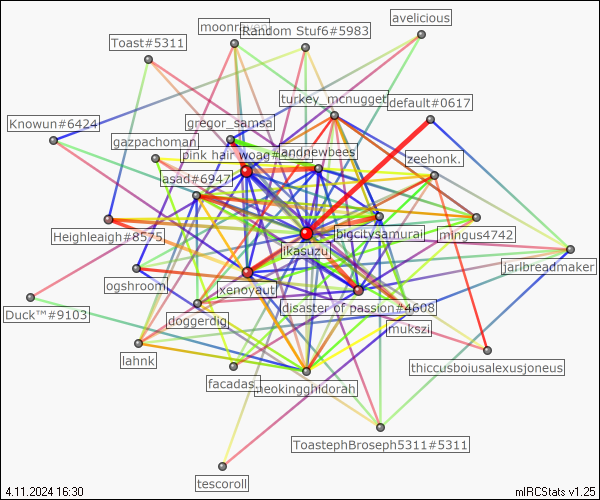 avelicious
moonraven
Random Stuf6#5983
Toast#5311
turkey_mcnugget
default#0617
Knowun#6424
gregor_samsa
gazpachoman
pink hair woag#
andnewbees
zeehonk.
asad#6947
Heighleaigh#8575
bigcitysamurai
mingus4742
ikasuzu
jarlbreadmaker
ogshroom
xenoyaut
disaster of passion#4608
Duck™#9103
doggerdig
mukszi
lahnk
thiccusboiusalexusjoneus
facadas.
neokingghidorah
ToastephBroseph5311#5311
tescoroll
4.11.2024 16:30
mIRCStats v1.25